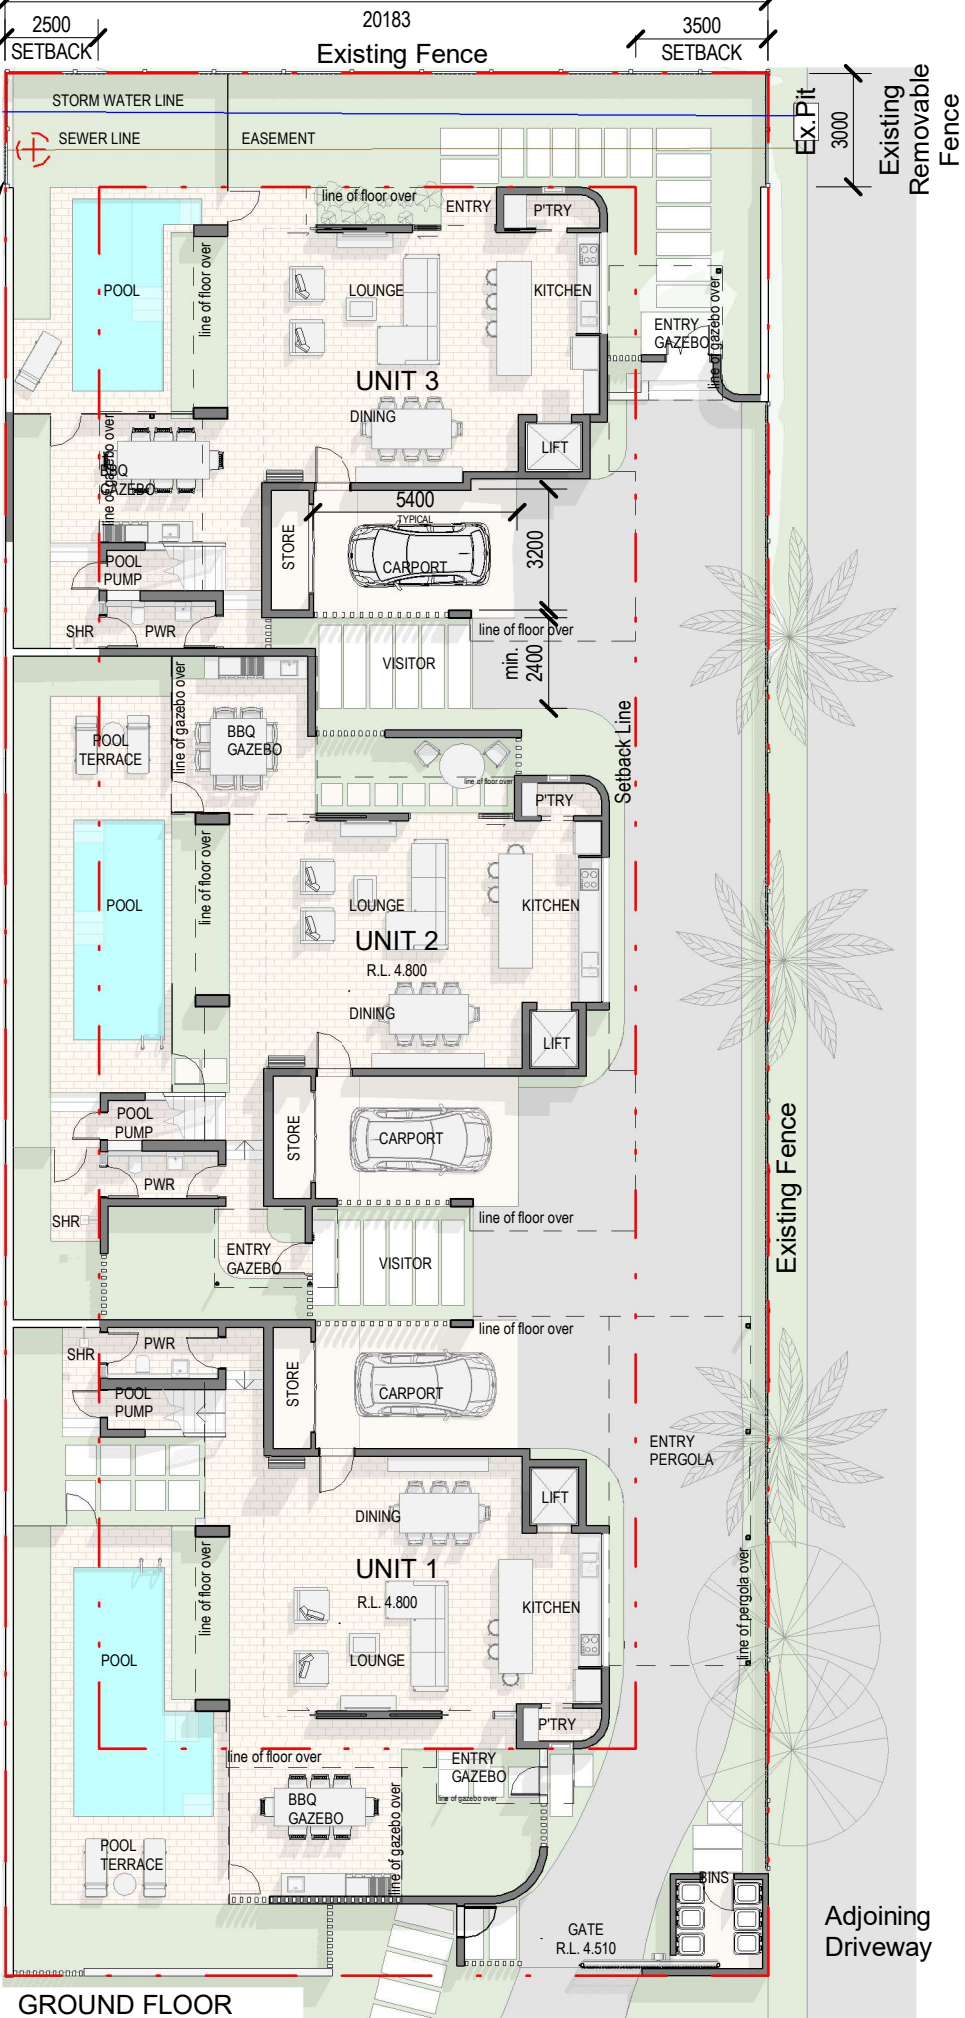 20183
2500
SETBACK
3500
SETBACK
Existing Fence
STORM WATER LINE
SEWER LINE
EASEMENT
Ex.Pit
3000
Existing
Removable
Fence
line of floor over
ENTRY
P'TRY
POOL
line of floor over
LOUNGE
KITCHEN
ENTRY
GAZEBO
line of gazebo over
UNIT 3
DINING
LIFT
BBQ
GAZEBO
line of gazebo over
5400
TYPICAL
STORE
CARPORT
3200
POOL
PUMP
SHR
PWR
line of floor over
VISITOR
min.
2400
line of gazebo over
POOL
TERRACE
BBQ
GAZEBO
line of floor over
Setback Line
P'TRY
POOL
line of floor over
LOUNGE
KITCHEN
UNIT 2
R.L. 4.800
DINING
LIFT
POOL
PUMP
STORE
CARPORT
PWR
SHR
line of floor over
ENTRY
GAZEBO
VISITOR
Existing Fence
line of floor over
SHR
PWR
POOL
PUMP
STORE
CARPORT
ENTRY
PERGOLA
LIFT
DINING
UNIT 1
R.L. 4.800
line of floor over
KITCHEN
line of pergola over
POOL
LOUNGE
P'TRY
line of floor over
ENTRY
GAZEBO
line of gazebo over
BBQ
GAZEBO
line of gazebo over
POOL
TERRACE
BINS
GATE
R.L. 4.510
Adjoining
Driveway
GROUND FLOOR